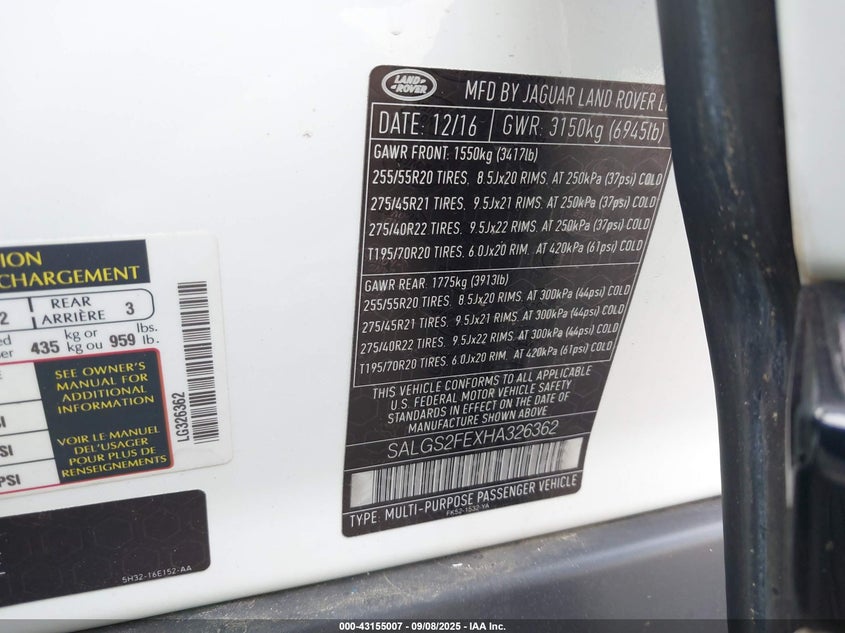 LAND
ROVER
MFD BY JAGUAR LAND ROVER
DATE: 12/16 GWR: 3150kg (6945lb)
GAWR FRONT: 1550kg (3417lb)
255/55R20 TIRES, 8.5Jx20 RIMS. AT 250kPa (37psi) COLD
275/45R21 TIRES, 9.5Jx21 RIMS. AT 250kPa (37psi) COLD
275/40R22 TIRES, 9.5Jx22 RIMS. AT 250kPa (37psi) COLD
T195/70R20 TIRES, 6.0Jx20 RIM. AT 420kPa (61psi) COLD
GAWR REAR: 1775kg (3913lb)
255/55R20 TIRES, 8.5Jx20 RIMS. AT 300kPa (44psi) COLD
275/45R21 TIRES, 9.5Jx21 RIMS. AT 300kPa (44psi) COLD
275/40R22 TIRES, 9.5Jx22 RIMS. AT 300kPa (44psi) COLD
T195/70R20 TIRES, 6.0Jx20 RIM. AT 420kPa (61psi) COLD
THIS VEHICLE CONFORMS TO ALL APPLICABLE
U.S. FEDERAL MOTOR VEHICLE SAFETY
STANDARDS IN EFFECT ON THE DATE OF
MANUFACTURE SHOWN ABOVE
SALGS2FEXHA326362
TYPE: MULTI-PURPOSE PASSENGER VEHICLE
FK52-1532-YA
CHARGEMENT
2 REAR ARRIÈRE 3
435 kg or kg ou 959 lbs. lb.
SEE OWNER'S
MANUAL FOR
ADDITIONAL
INFORMATION
VOIR LE MANUEL
DEL'USAGER
POUR PLUS DE
RENSEIGNEMENTS
PSI
LG326362
5H32-16E152-AA
000-43155007 - 09/08/2025 - IAA Inc.